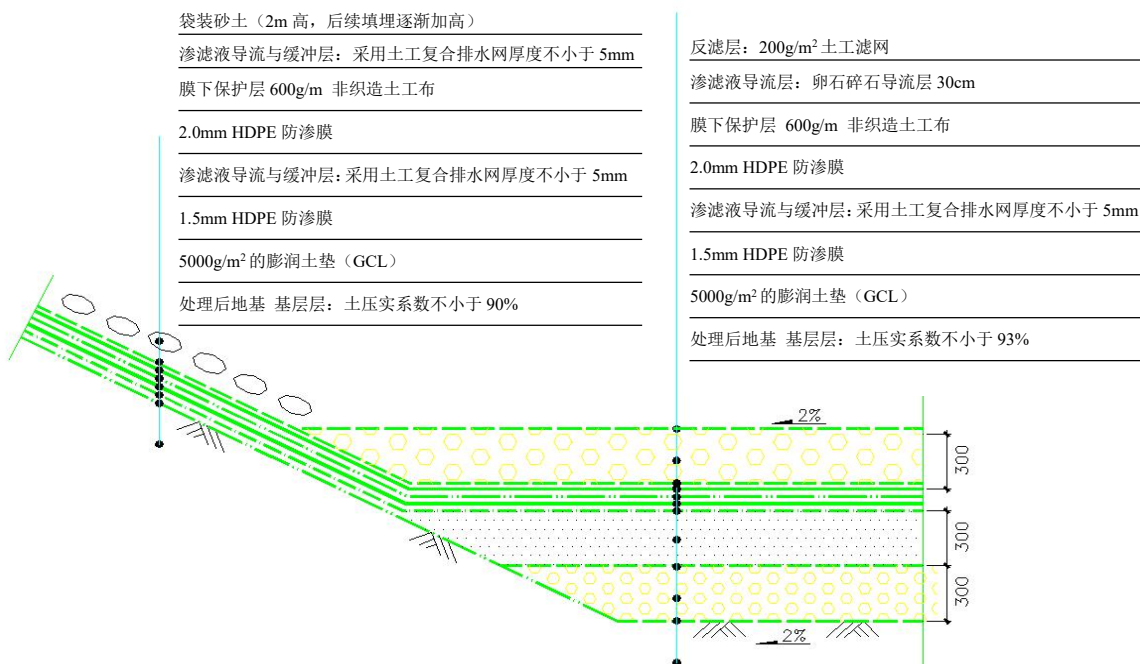 袋装砂土（2m 高，后续填埋逐渐加高）
渗滤液导流与缓冲层：采用土工复合排水网厚度不小于 5mm
膜下保护层 600g/m 非织造土工布
2.0mm HDPE 防渗膜
渗滤液导流与缓冲层：采用土工复合排水网厚度不小于 5mm
1.5mm HDPE 防渗膜
5000g/m² 的膨润土垫（GCL）
处理后地基 基层层：土压实系数不小于 90%
反滤层：200g/m² 土工滤网
渗滤液导流层：卵石碎石导流层 30cm
膜下保护层 600g/m 非织造土工布
2.0mm HDPE 防渗膜
渗滤液导流与缓冲层：采用土工复合排水网厚度不小于 5mm
1.5mm HDPE 防渗膜
5000g/m² 的膨润土垫（GCL）
处理后地基 基层层：土压实系数不小于 93%
2%
300
300
300
2%